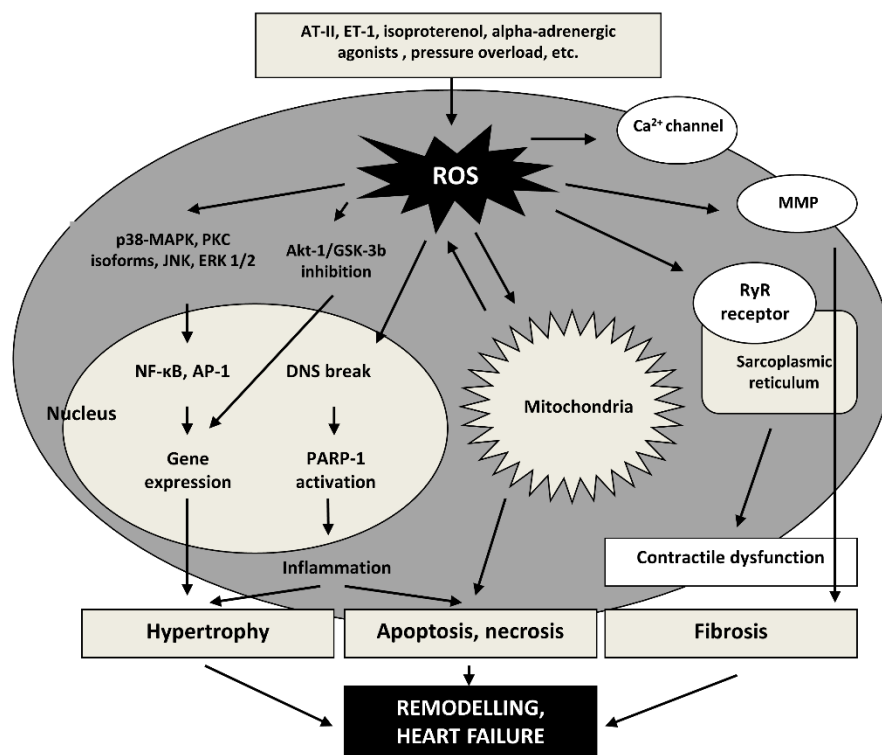 AT-II, ET-1, isoproterenol, alpha-adrenergic
agonists , pressure overload, etc.
Ca²⁺ channel
ROS
MMP
p38-MAPK, PKC
isoforms, JNK, ERK 1/2
Akt-1/GSK-3b
inhibition
RyR
receptor
Sarcoplasmic
reticulum
NF-κB, AP-1
DNS break
Nucleus
Mitochondria
Gene
expression
PARP-1
activation
Contractile dysfunction
Inflammation
Hypertrophy
Apoptosis, necrosis
Fibrosis
REMODELLING,
HEART FAILURE